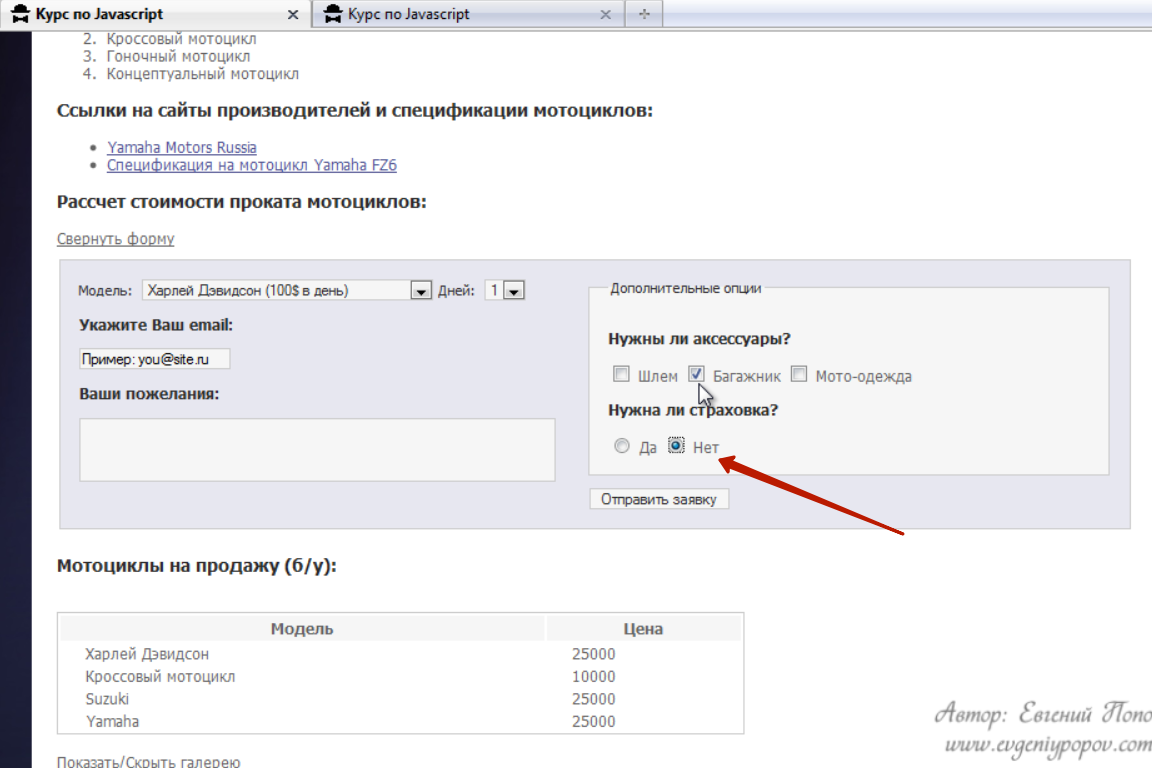 Курс по Javascript
Курс по Javascript
2. Кроссовый мотоцикл
3. Гоночный мотоцикл
4. Концептуальный мотоцикл
Ссылки на сайты производителей и спецификации мотоциклов:
Yamaha Motors Russia
Спецификация на мотоцикл Yamaha FZ6
Рассчет стоимости проката мотоциклов:
Свернуть форму
Модель: Харлей Дэвидсон (100$ в день) Дней: 1
Укажите Ваш email:
Пример: you@site.ru
Ваши пожелания:
Дополнительные опции
Нужны ли аксессуары?
Шлем Багажник Мото-одежда
Нужна ли страховка?
Да Нет
Отправить заявку
Мотоциклы на продажу (б/у):
Модель Цена
Харлей Дэвидсон 25000
Кроссовый мотоцикл 10000
Suzuki 25000
Yamaha 25000
Показать/Скрыть галерею
Автор: Евгений Попо
www.evgeniypopov.com